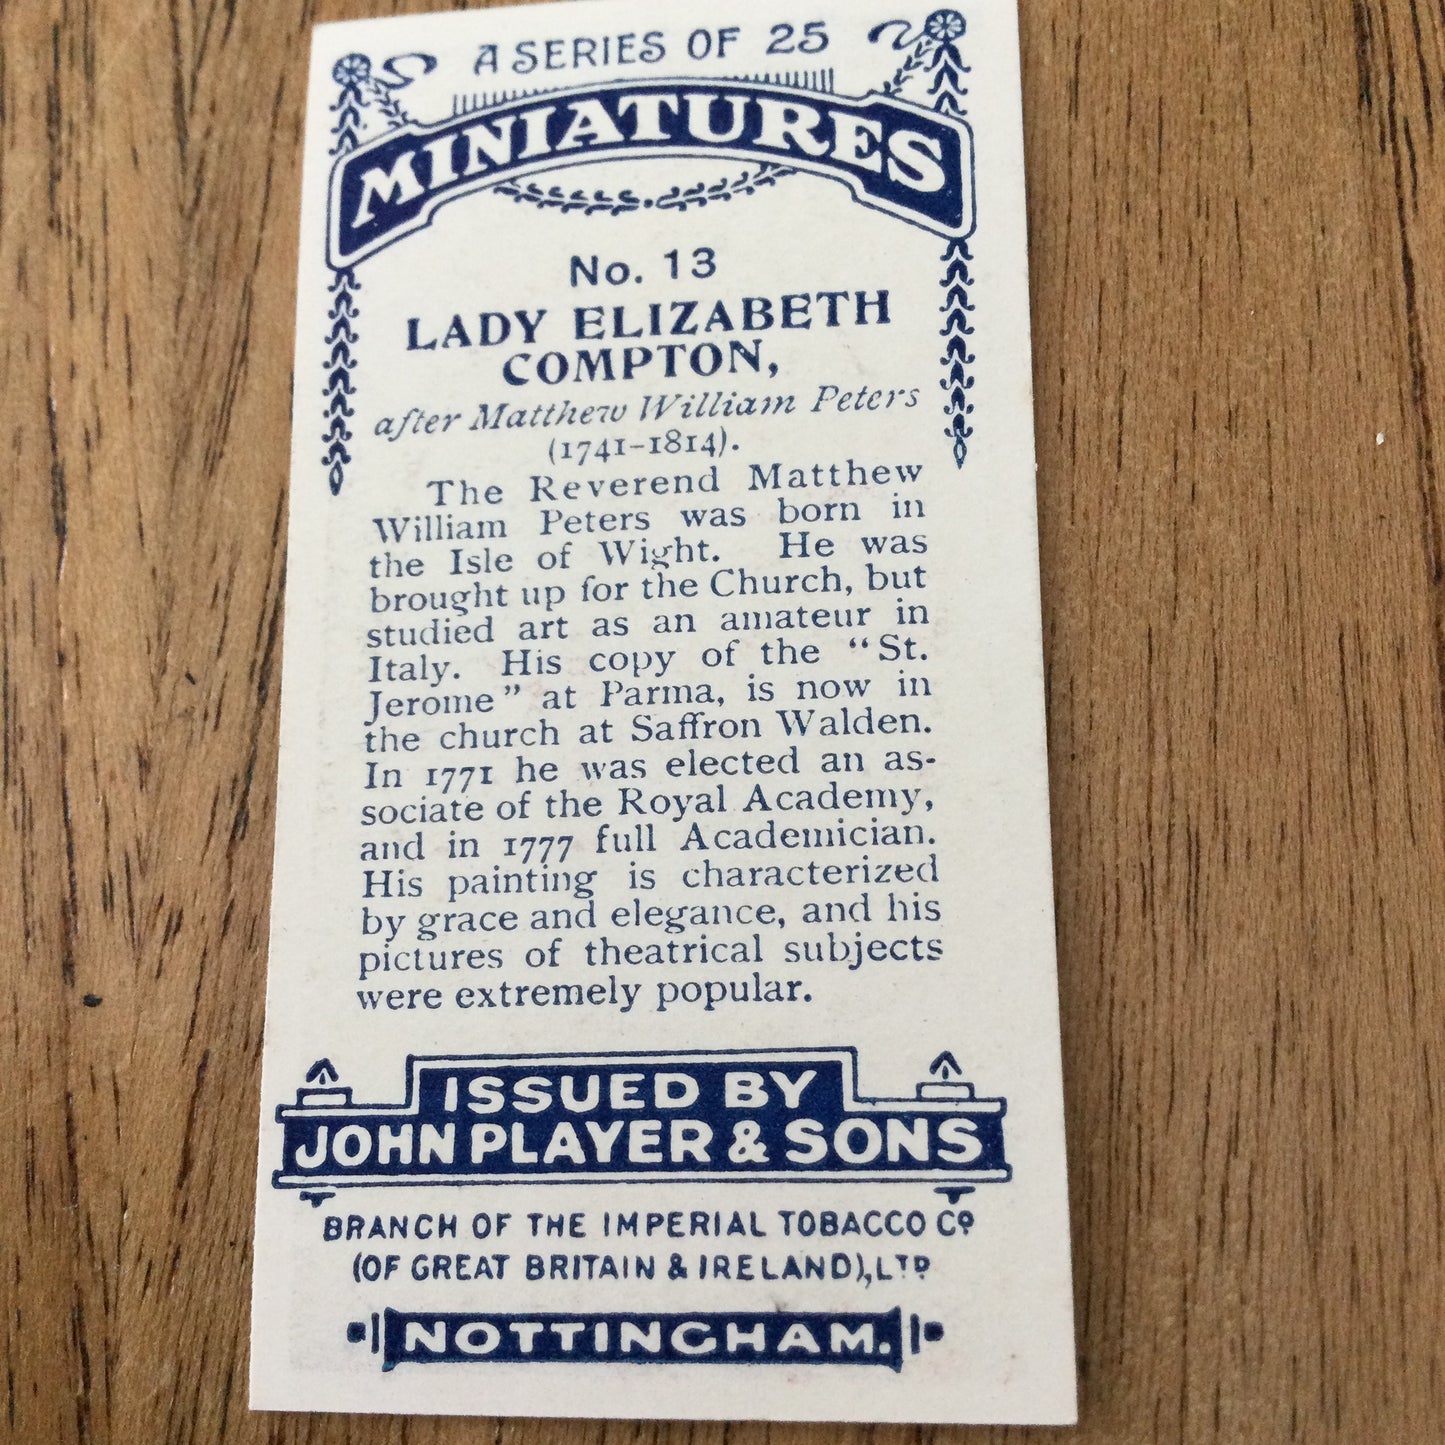 A SERIES OF 25
MINIATURES
No. 13
LADY ELIZABETH
COMPTON,
after Matthew William Peters
(1741-1814).
The Reverend Matthew
William Peters was born in
the Isle of Wight. He was
brought up for the Church, but
studied art as an amateur in
Italy. His copy of the "St.
Jerome" at Parma, is now in
the church at Saffron Walden.
In 1771 he was elected an as-
sociate of the Royal Academy,
and in 1777 full Academician.
His painting is characterized
by grace and elegance, and his
pictures of theatrical subjects
were extremely popular.
ISSUED BY
JOHN PLAYER & SONS
BRANCH OF THE IMPERIAL TOBACCO CO.
(OF GREAT BRITAIN & IRELAND), LTD.
NOTTINGHAM.